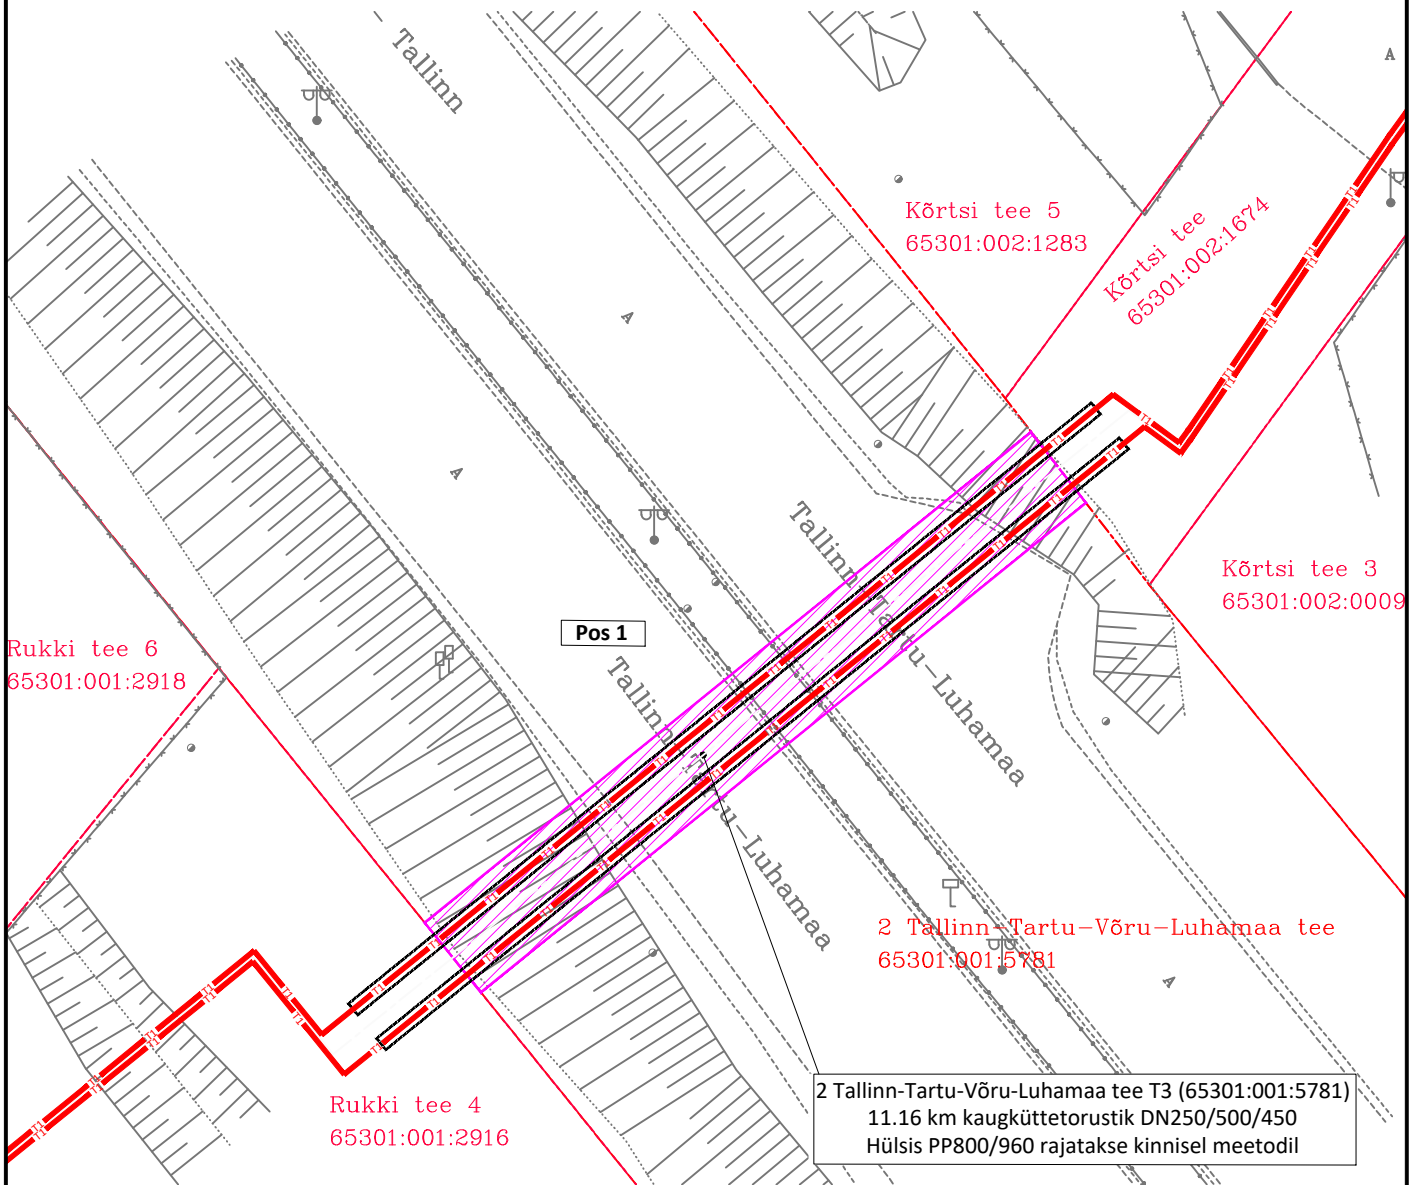 Tallinn
A
Kõrtsi tee 5
65301:002:1283
Kõrtsi tee
65301:002:1674
A
A
Tallinn-Tartu-Luhamaa
Kõrtsi tee 3
65301:002:0009
Pos 1
Rukki tee 6
65301:001:2918
Tallinn-Tartu-Luhamaa
2 Tallinn-Tartu-Võru-Luhamaa tee
65301:001:5781
A
Rukki tee 4
65301:001:2916
2 Tallinn-Tartu-Võru-Luhamaa tee T3 (65301:001:5781)
11.16 km kaugküttetorustik DN250/500/450
Hülsis PP800/960 rajatakse kinnisel meetodil